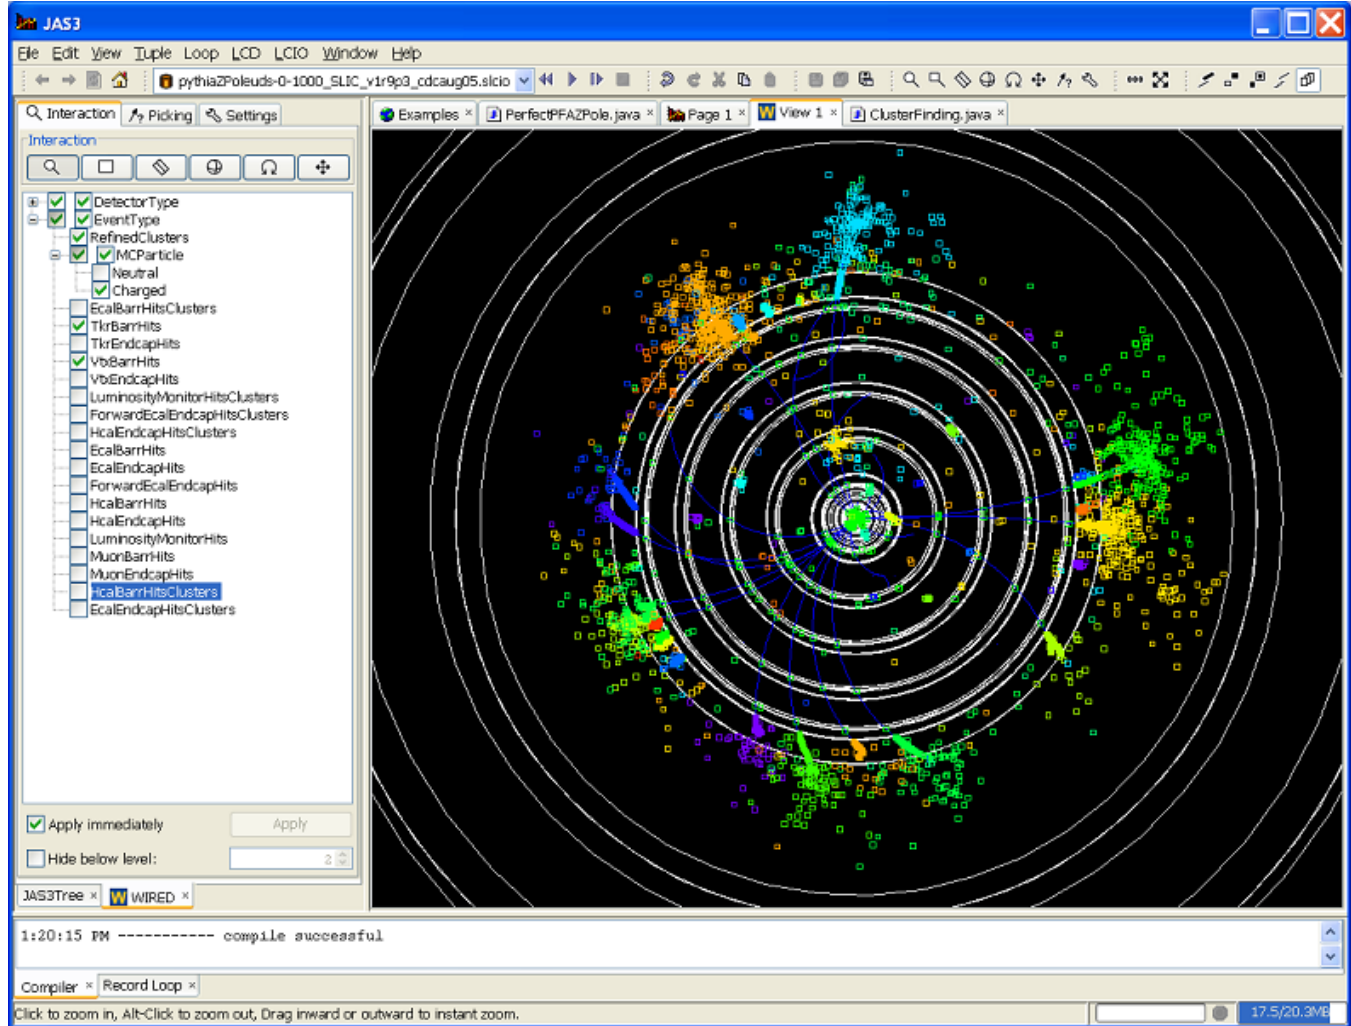 JAS3
File Edit View Tuple Loop LCD LCIO Window Help
pythiaZPoleuds-0-1000_SLIC_v1r9p3_cdcaug05.slcio
Interaction Picking Settings
Examples PerfectPFAZPole.java Page 1 View 1 ClusterFinding.java
Interaction
DetectorType
EventType
RefinedClusters
MCParticle
Neutral
Charged
EcalBarrHitsClusters
TkrBarrHits
TkrEndcapHits
VtxBarrHits
VtxEndcapHits
LuminosityMonitorHitsClusters
ForwardEcalEndcapHitsClusters
HcalEndcapHitsClusters
EcalBarrHits
EcalEndcapHits
ForwardEcalEndcapHits
HcalBarrHits
HcalEndcapHits
LuminosityMonitorHits
MuonBarrHits
MuonEndcapHits
HcalBarrHitsClusters
EcalEndcapHitsClusters
Apply immediately Apply
Hide below level: 2
JAS3Tree WIRED
1:20:15 PM ----------- compile successful
Compiler Record Loop
Click to zoom in, Alt-Click to zoom out, Drag inward or outward to instant zoom. 17.5/20.3MB